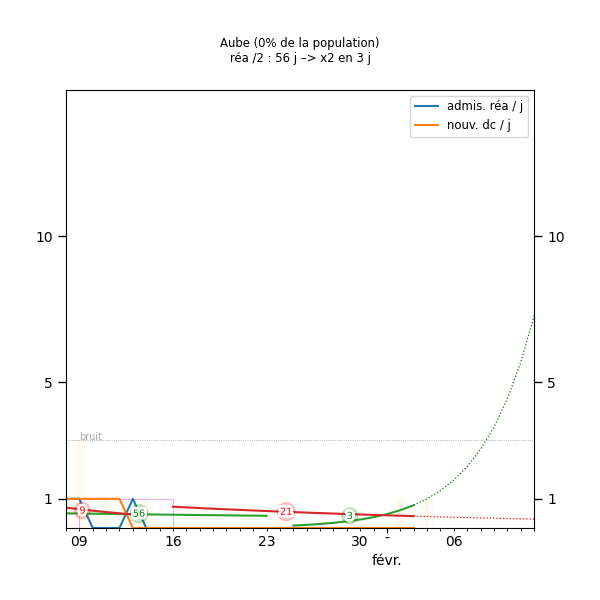 Aube (0% de la population)
réa /2 : 56 j –> x2 en 3 j
admis. réa / j
nouv. dc / j
10
10
5
5
bruit
1
1
9
56
21
3
09
16
23
30
-
06
févr.